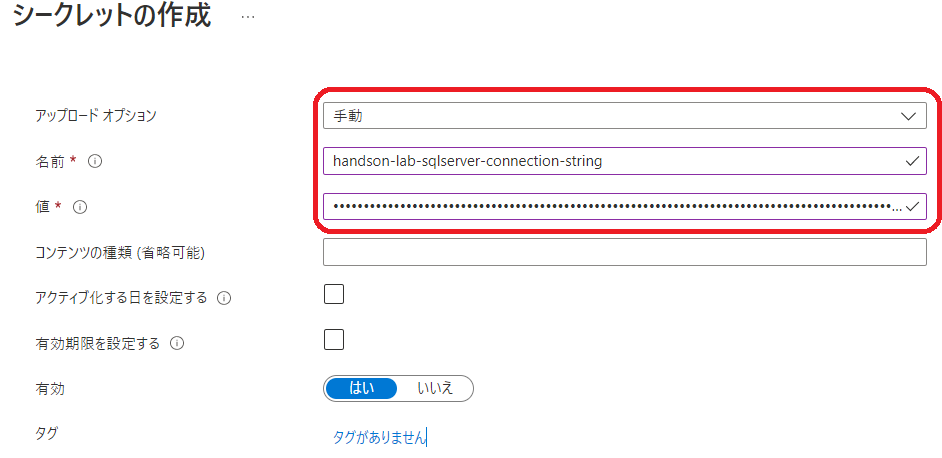 シークレットの作成 …
アップロード オプション 手動
名前 * handson-lab-sqlserver-connection-string
値 * ••••••••••••••••••••••••••••••••••••••••••••••••••••••••••••••••••••••••••••••••••••••••••••...
コンテンツの種類 (省略可能)
アクティブ化する日を設定する
有効期限を設定する
有効 はい いいえ
タグ タグがありません